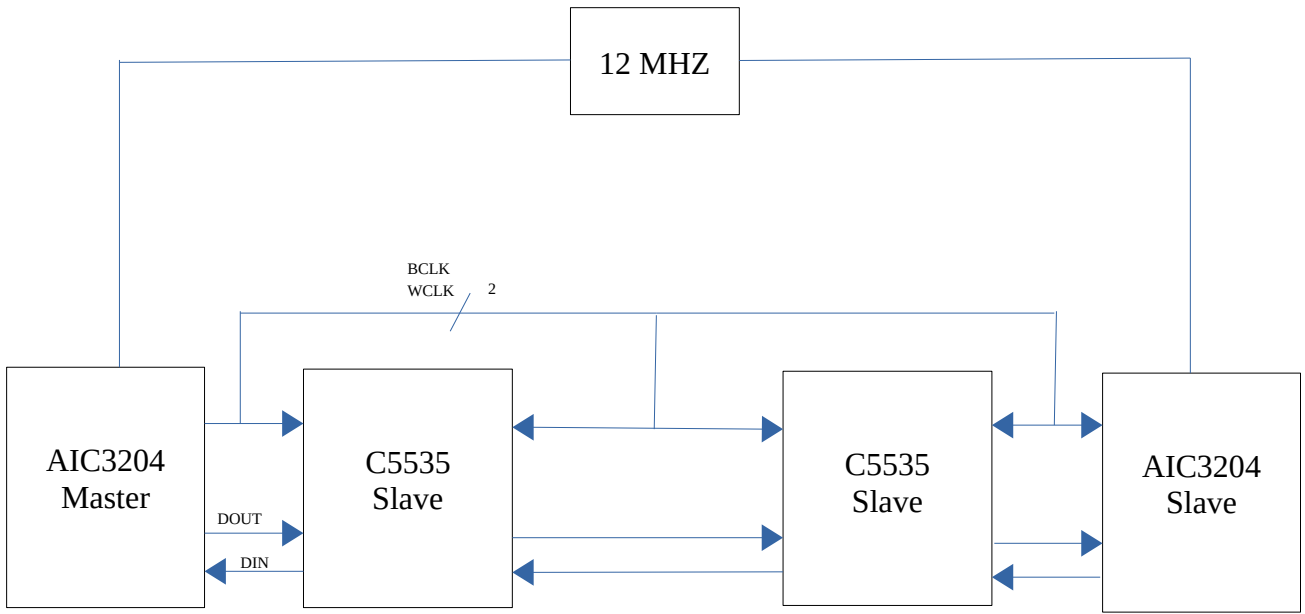 12 MHZ
BCLK
WCLK
2
AIC3204
Master
C5535
Slave
C5535
Slave
AIC3204
Slave
DOUT
DIN